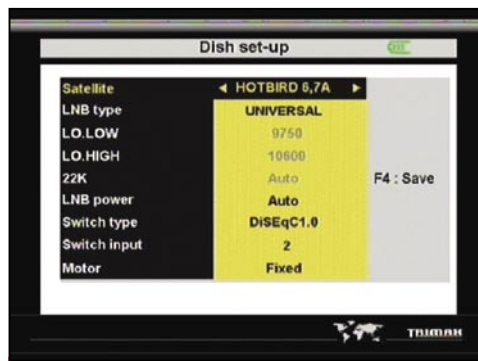 Dish set-up
Satellite ◄ HOTBIRD 6,7A ►
LNB type UNIVERSAL
LO.LOW 9750
LO.HIGH 10600
22K Auto
LNB power Auto
Switch type DiSEqC1.0
Switch input 2
Motor Fixed
F4 : Save
TRIMAX